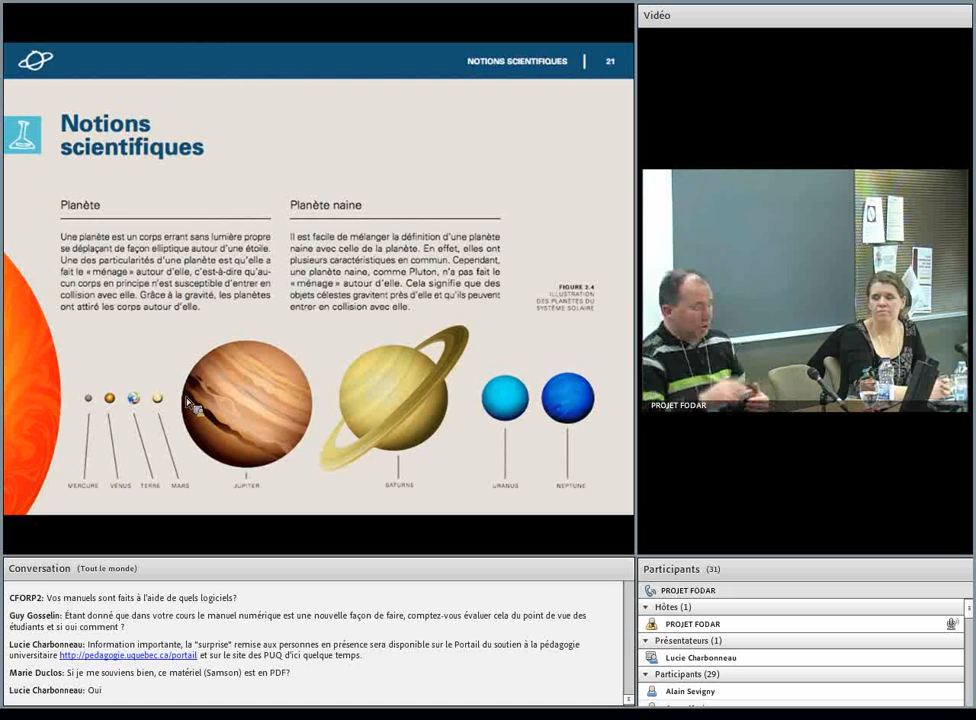 NOTIONS SCIENTIFIQUES | 21
Notions
scientifiques
Planète
Une planète est un corps errant sans lumière propre
se déplaçant de façon elliptique autour d'une étoile.
Une des particularités d'une planète est qu'elle a
fait le « ménage » autour d'elle, c'est-à-dire qu'au-
cun corps en principe n'est susceptible d'entrer en
collision avec elle. Grâce à la gravité, les planètes
ont attiré les corps autour d'elle.
Planète naine
Il est facile de mélanger la définition d'une planète
naine avec celle de la planète. En effet, elles ont
plusieurs caractéristiques en commun. Cependant,
une planète naine, comme Pluton, n'a pas fait le
« ménage » autour d'elle. Cela signifie que des
objets célestes gravitent près d'elle et qu'ils peuvent
entrer en collision avec elle.
FIGURE 2.4
ILLUSTRATION
DES PLANÈTES DU
SYSTÈME SOLAIRE
MERCURE VÉNUS TERRE MARS JUPITER SATURNE URANUS NEPTUNE
Vidéo
PROJET FODAR
Conversation (Tout le monde)
CFORP2: Vos manuels sont faits à l'aide de quels logiciels?
Guy Gosselin: Étant donné que dans votre cours le manuel numérique est une nouvelle façon de faire, comptez-vous évaluer cela du point de vue des
étudiants et si oui comment ?
Lucie Charbonneau: Information importante, la "surprise" remise aux personnes en présence sera disponible sur le Portail du soutien à la pédagogie
universitaire http://pedagogie.uquebec.ca/portail et sur le site des PUQ d'ici quelque temps.
Marie Duclos: Si je me souviens bien, ce matériel (Samson) est en PDF?
Lucie Charbonneau: Oui
Participants (31)
PROJET FODAR
Hôtes (1)
PROJET FODAR
Présentateurs (1)
Lucie Charbonneau
Participants (29)
Alain Sevigny